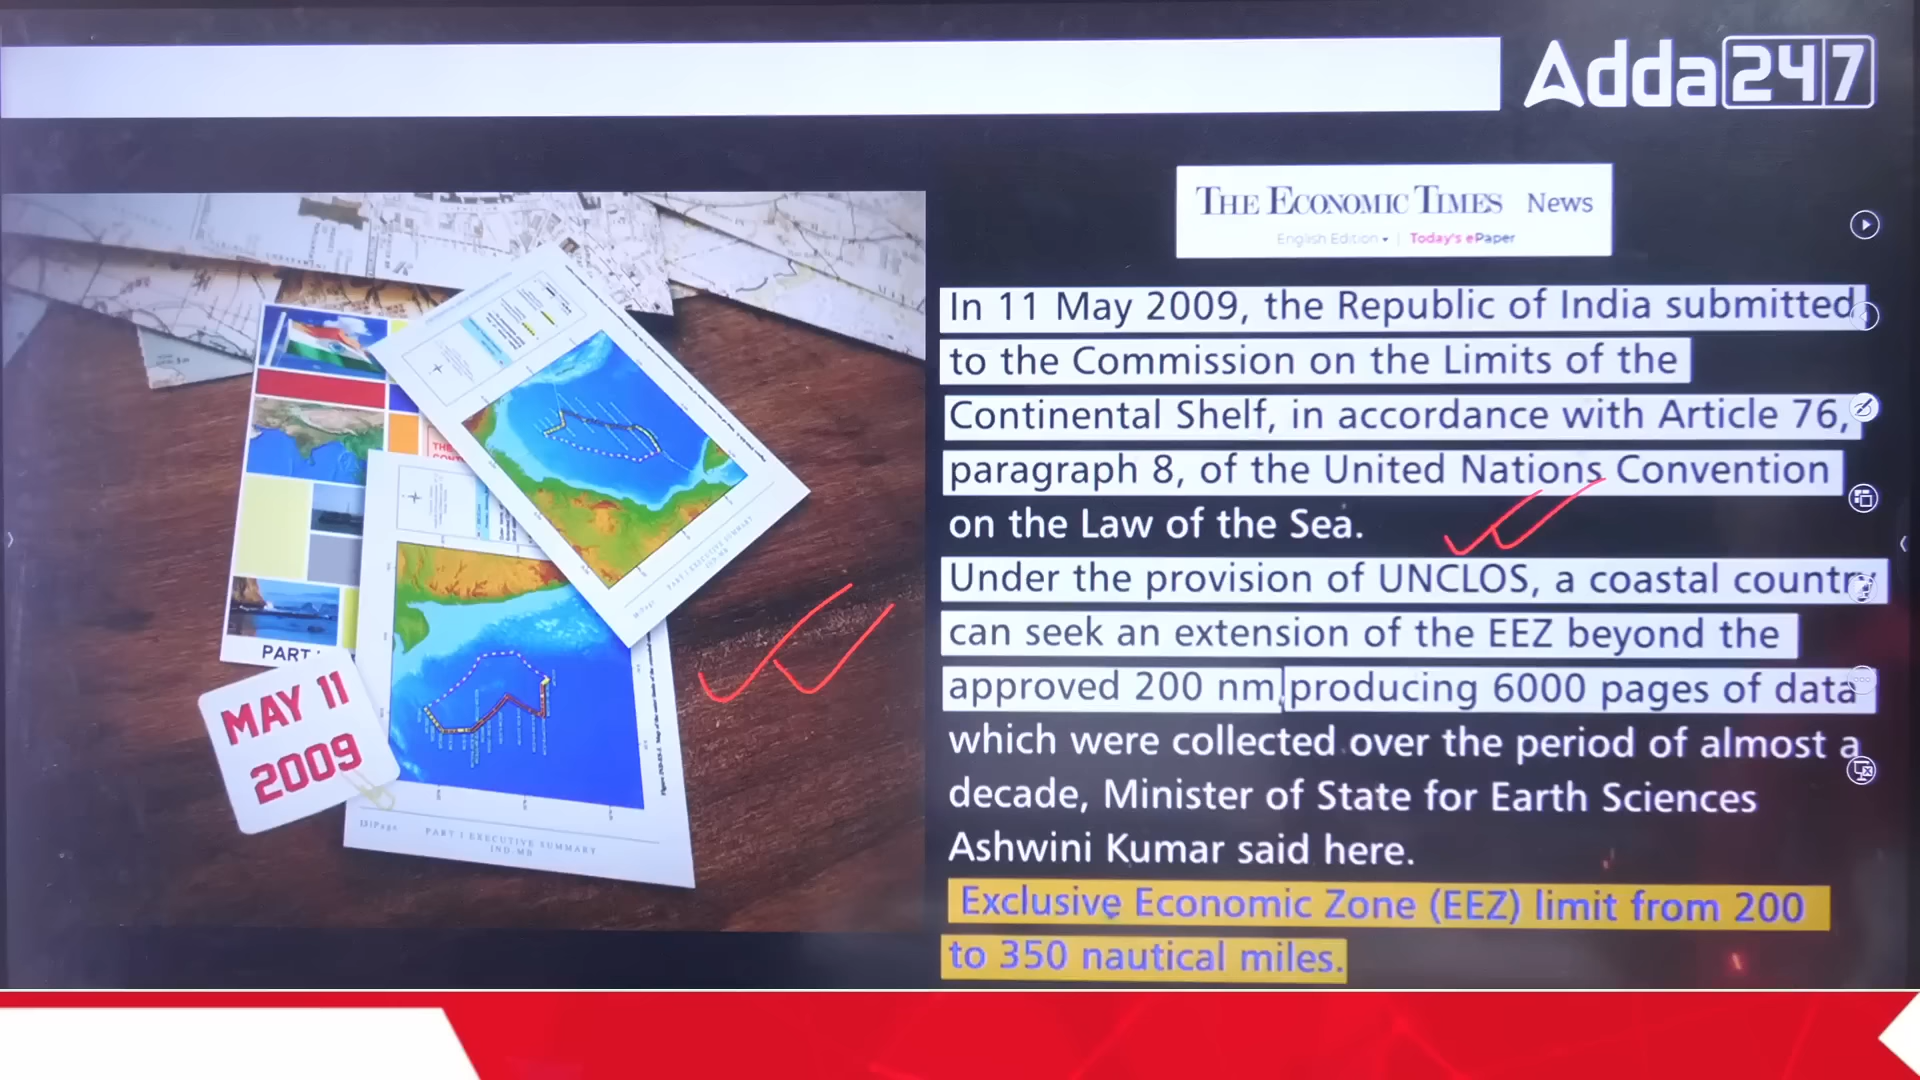 Adda247
THE ECONOMIC TIMES News
English Edition | Today's ePaper
In 11 May 2009, the Republic of India submitted
to the Commission on the Limits of the
Continental Shelf, in accordance with Article 76,
paragraph 8, of the United Nations Convention
on the Law of the Sea.
Under the provision of UNCLOS, a coastal country
can seek an extension of the EEZ beyond the
approved 200 nm, producing 6000 pages of data
which were collected over the period of almost a
decade, Minister of State for Earth Sciences
Ashwini Kumar said here.
Exclusive Economic Zone (EEZ) limit from 200
to 350 nautical miles.
PART
MAY 11
2009
PART I EXECUTIVE SUMMARY
IND-MB